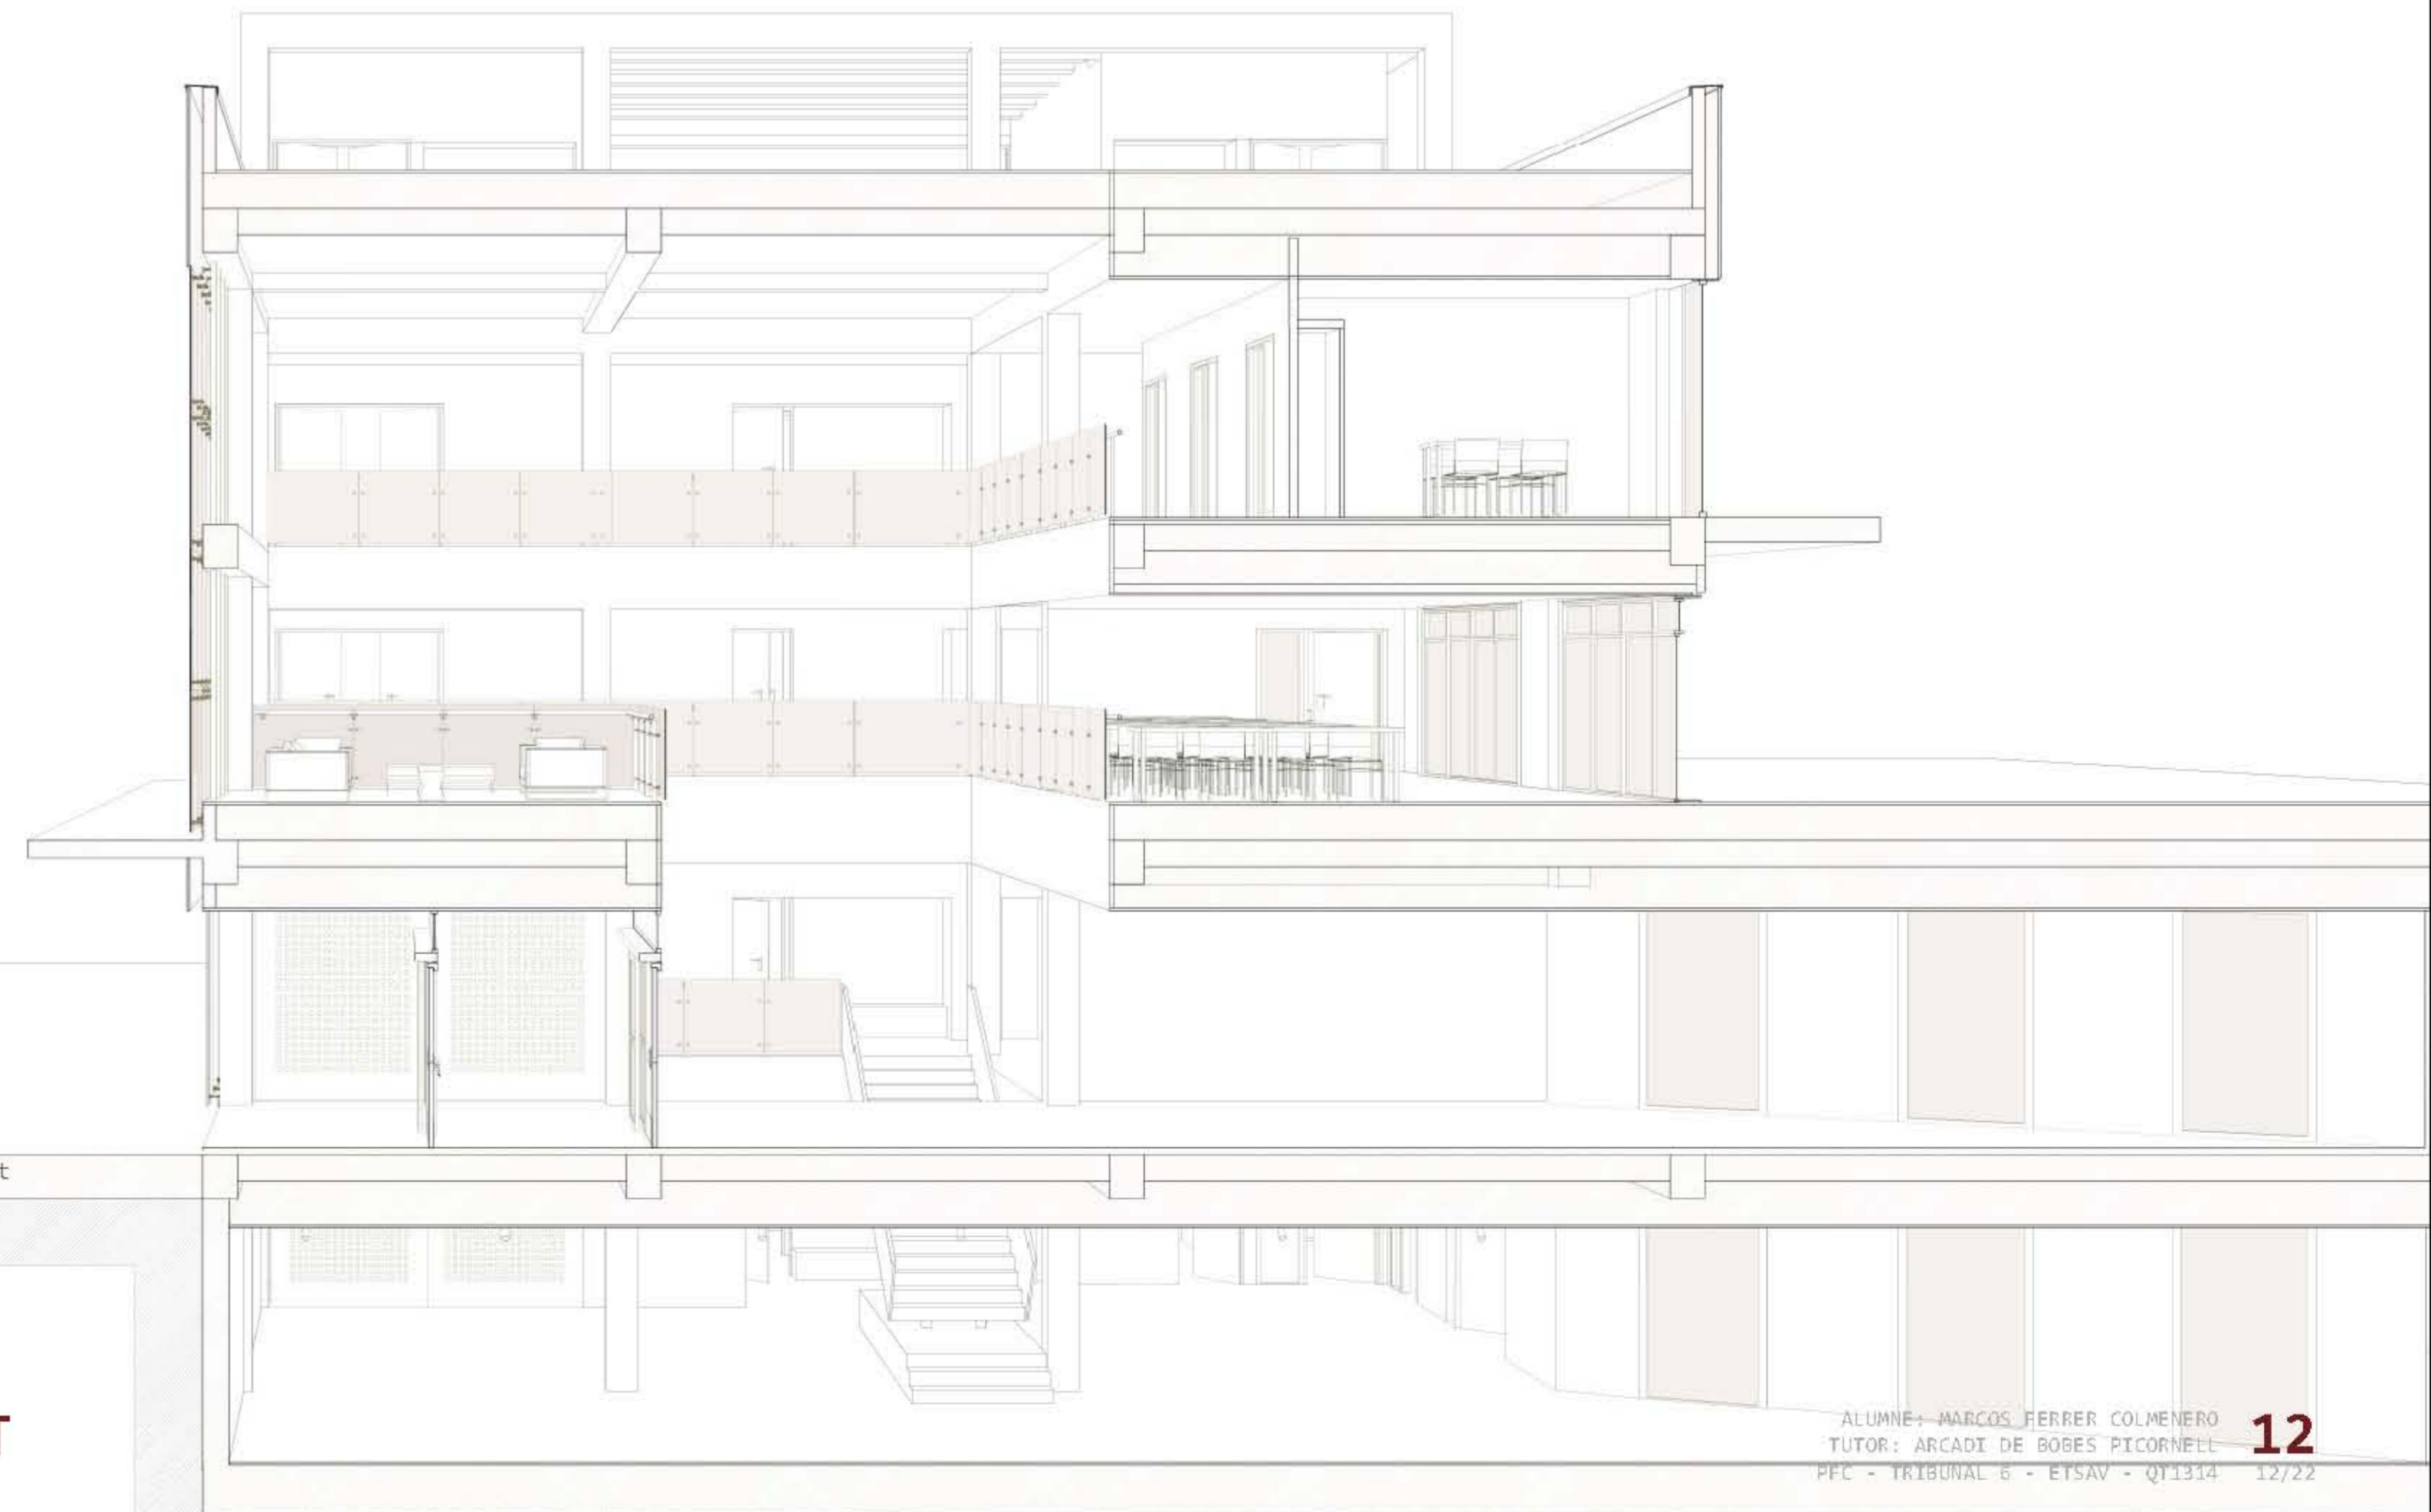 t
T
ALUMNE: MARCOS FERRER COLMENERO
TUTOR: ARCADI DE BOBES PICORNELL
12
PFC - TRIBUNAL 6 - ETSAV - QT1314 12/22